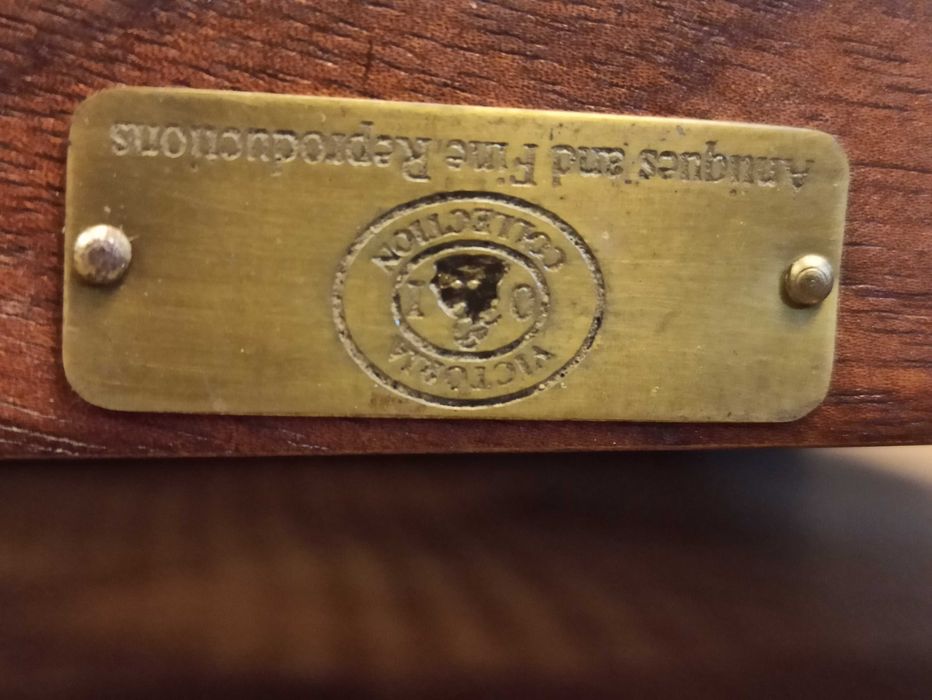 VICTORIA
COLLECTION
Antiques and Fine Reproductions